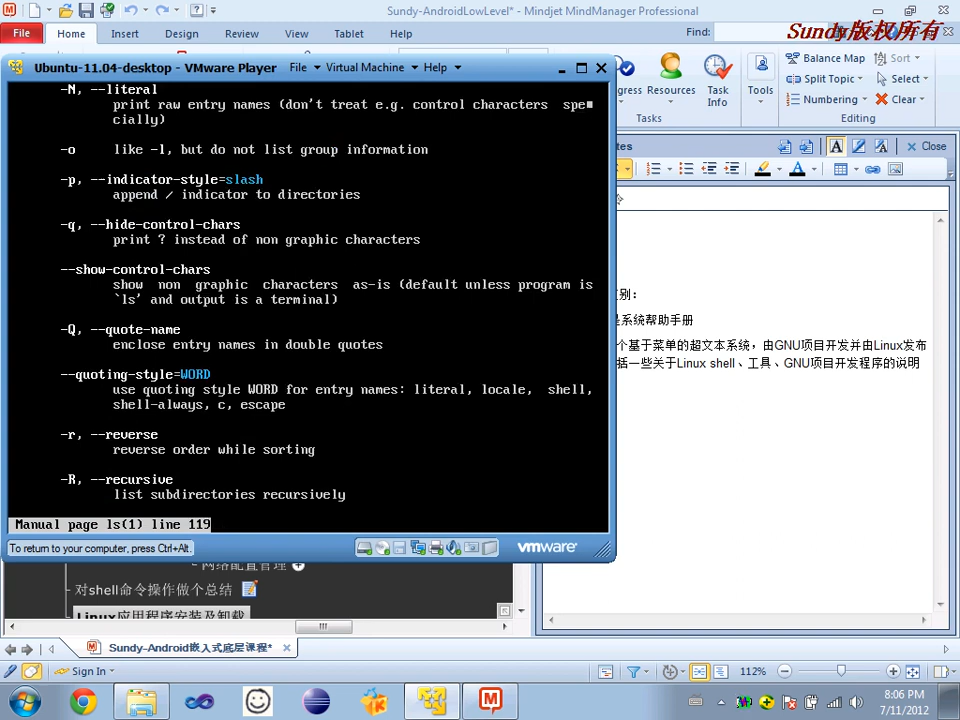 Sundy-AndroidLowLevel* - Mindjet MindManager Professional
File Home Insert Design Review View Tablet Help Find:
Sundy版权所有
Resources Task Info Tools Balance Map Sort Split Topic Select Numbering Clear
Tasks Editing
Ubuntu-11.04-desktop - VMware Player File Virtual Machine Help
-N, --literal
print raw entry names (don't treat e.g. control characters spe
cially)
-o like -l, but do not list group information
-p, --indicator-style=slash
append / indicator to directories
-q, --hide-control-chars
print ? instead of non graphic characters
--show-control-chars
show non graphic characters as-is (default unless program is
`ls' and output is a terminal)
-Q, --quote-name
enclose entry names in double quotes
--quoting-style=WORD
use quoting style WORD for entry names: literal, locale, shell,
shell-always, c, escape
-r, --reverse
reverse order while sorting
-R, --recursive
list subdirectories recursively
Manual page ls(1) line 119
To return to your computer, press Ctrl+Alt.
vmware
Close
别：
是系统帮助手册
个基于菜单的超文本系统，由GNU项目开发并由Linux发布
括一些关于Linux shell、工具、GNU项目开发程序的说明
网络配置管理
对shell命令操作做个总结
Linux应用程序安装及卸载
Sundy-Android嵌入式底层课程*
Sign In 112%
8:06 PM
7/11/2012